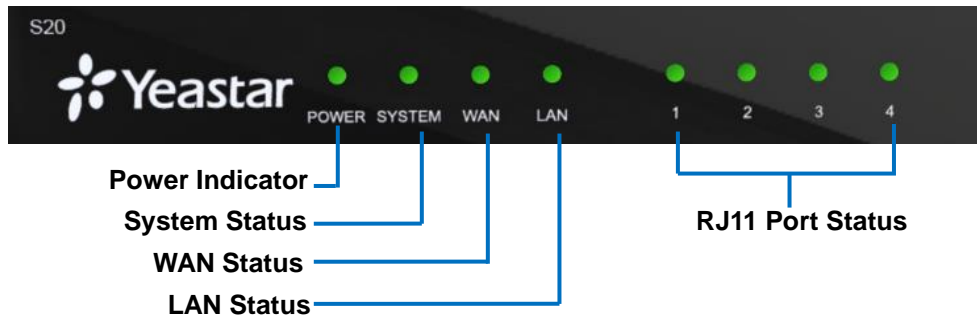 S20
Yeastar
POWER SYSTEM WAN LAN 1 2 3 4
Power Indicator
System Status
RJ11 Port Status
WAN Status
LAN Status